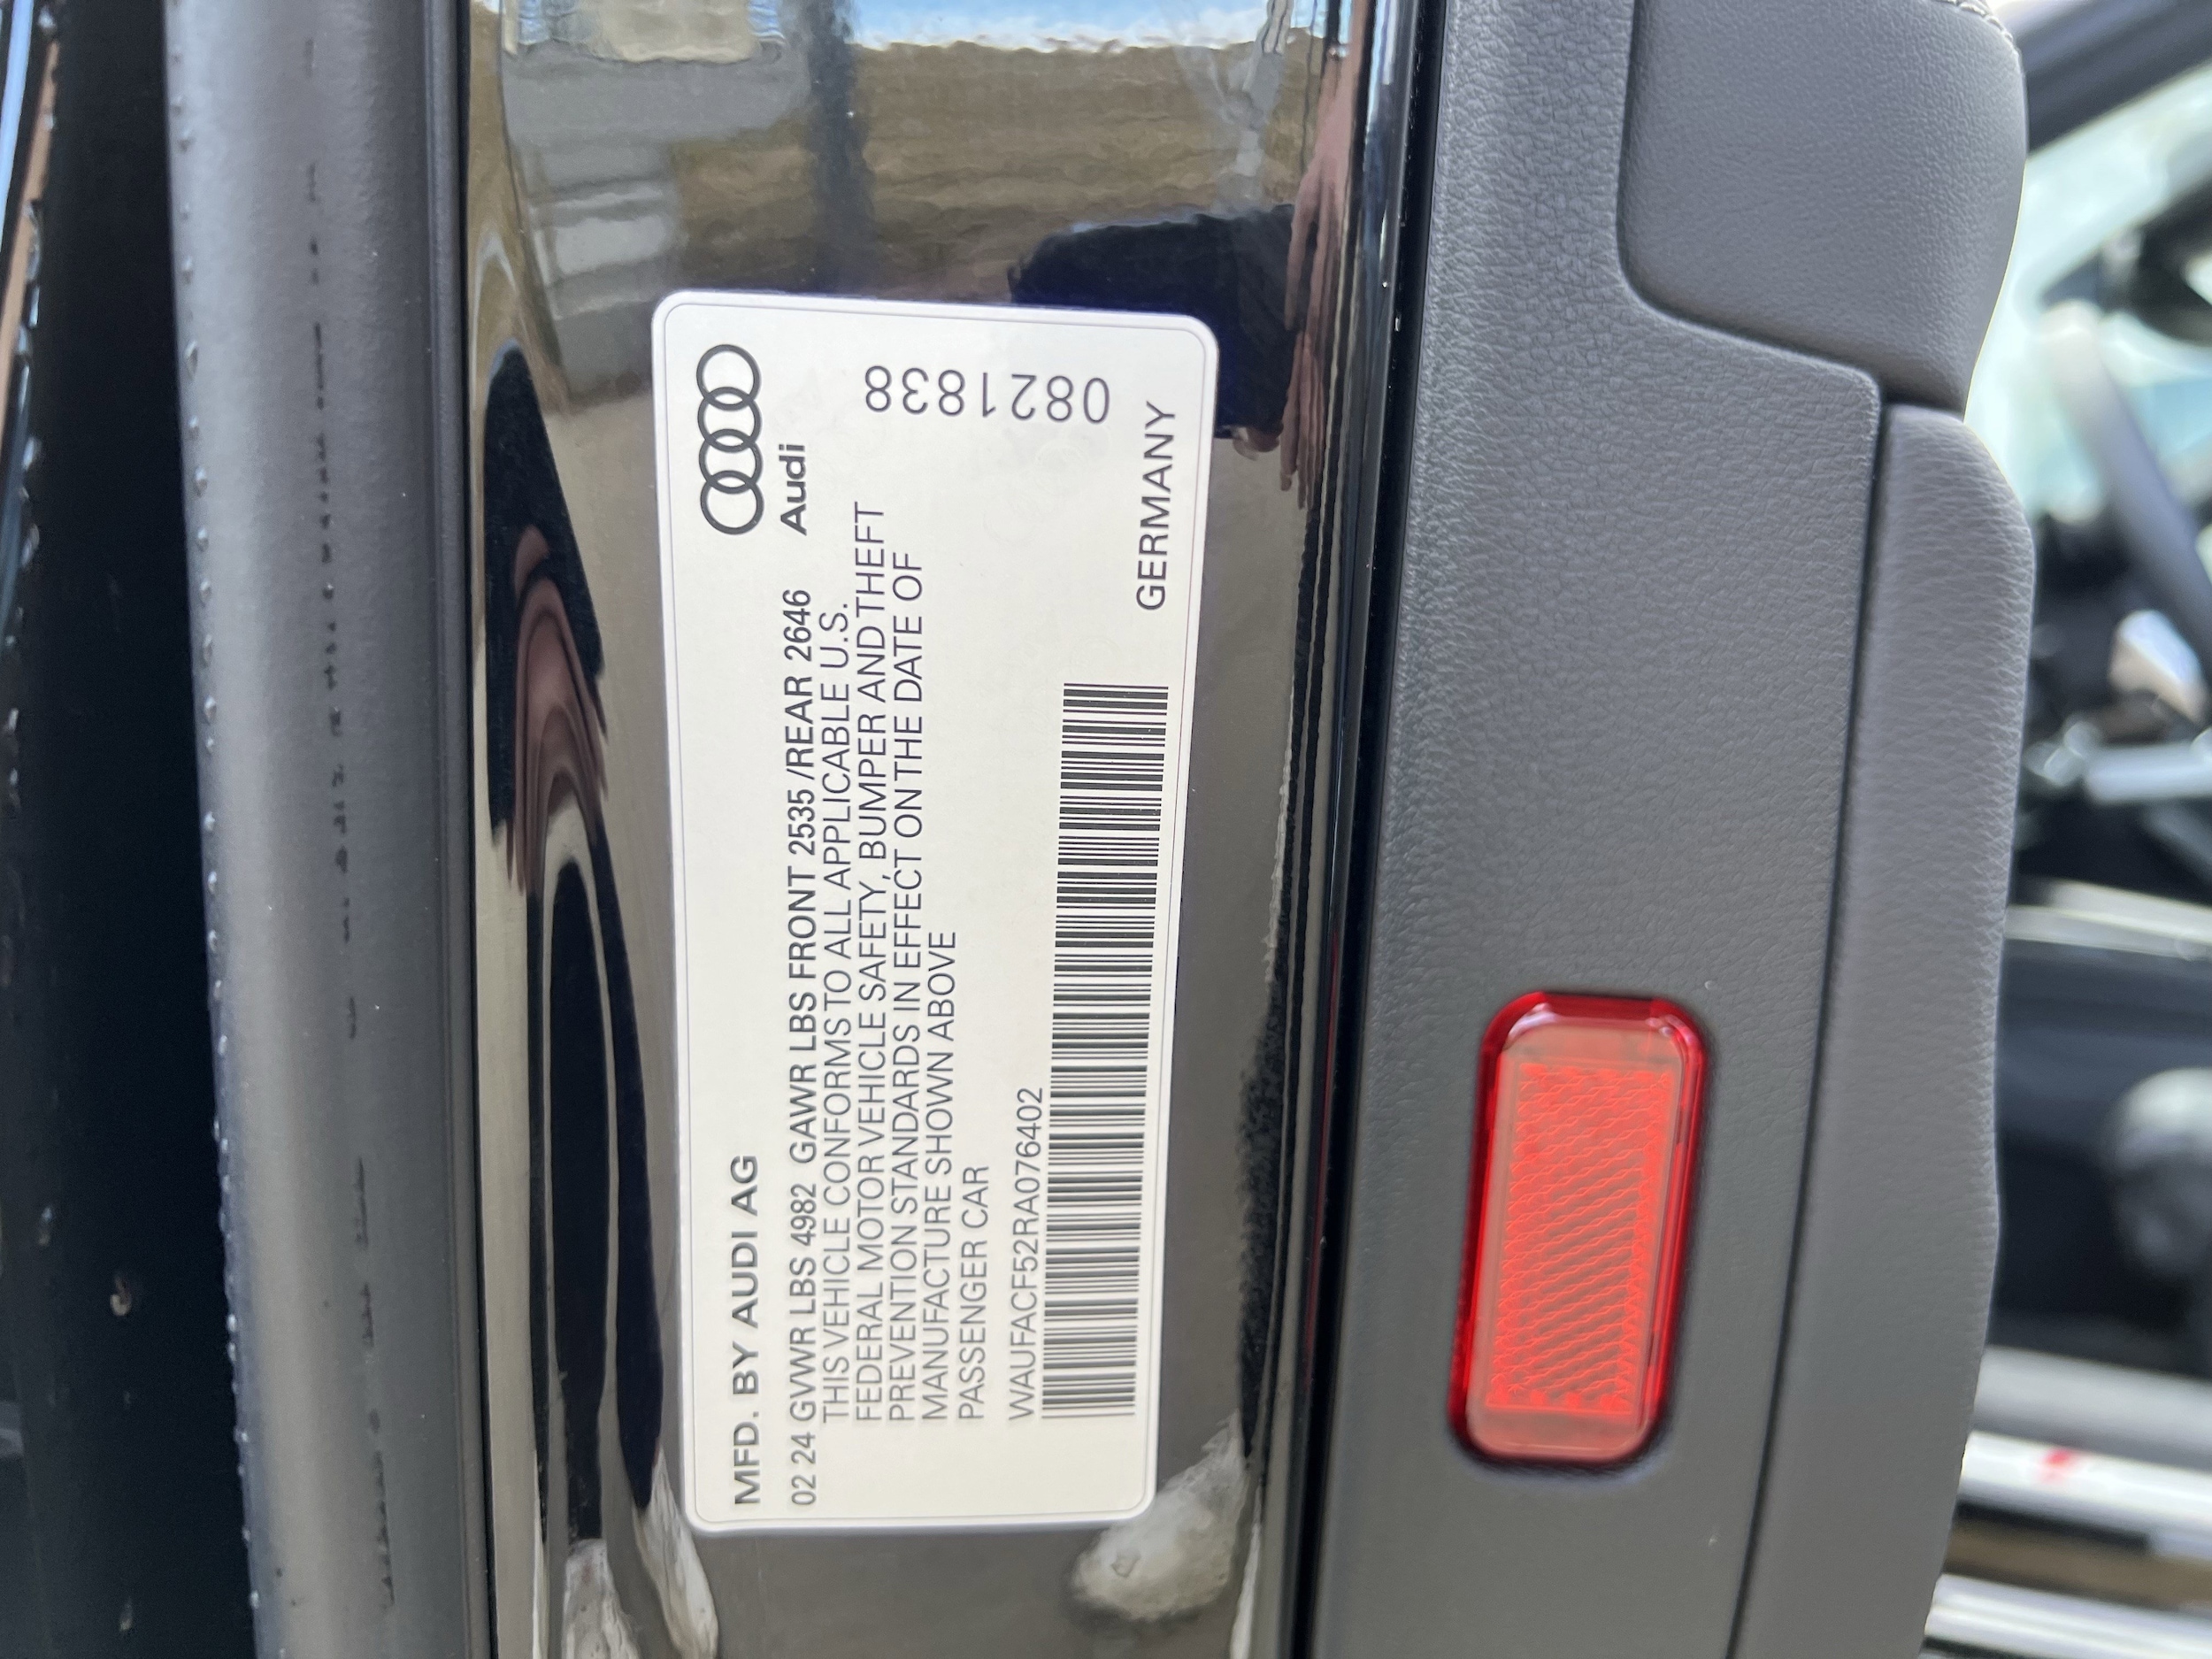 Audi
MFD. BY AUDI AG
02 24 GVWR LBS 4982 GAWR LBS FRONT 2535 /REAR 2646
THIS VEHICLE CONFORMS TO ALL APPLICABLE U.S.
FEDERAL MOTOR VEHICLE SAFETY, BUMPER AND THEFT
PREVENTION STANDARDS IN EFFECT ON THE DATE OF
MANUFACTURE SHOWN ABOVE
PASSENGER CAR
WAUFACF52RA076402
GERMANY
0821838